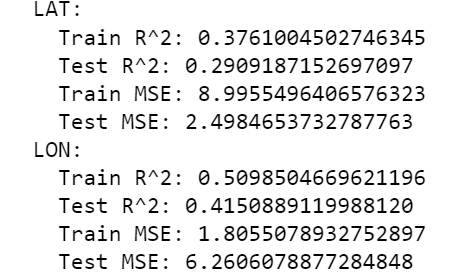 LAT:
Train R^2: 0.3761004502746345
Test R^2: 0.2909187152697097
Train MSE: 8.9955496406576323
Test MSE: 2.4984653732787763
LON:
Train R^2: 0.5098504669621196
Test R^2: 0.4150889119988120
Train MSE: 1.8055078932752897
Test MSE: 6.2606078877284848